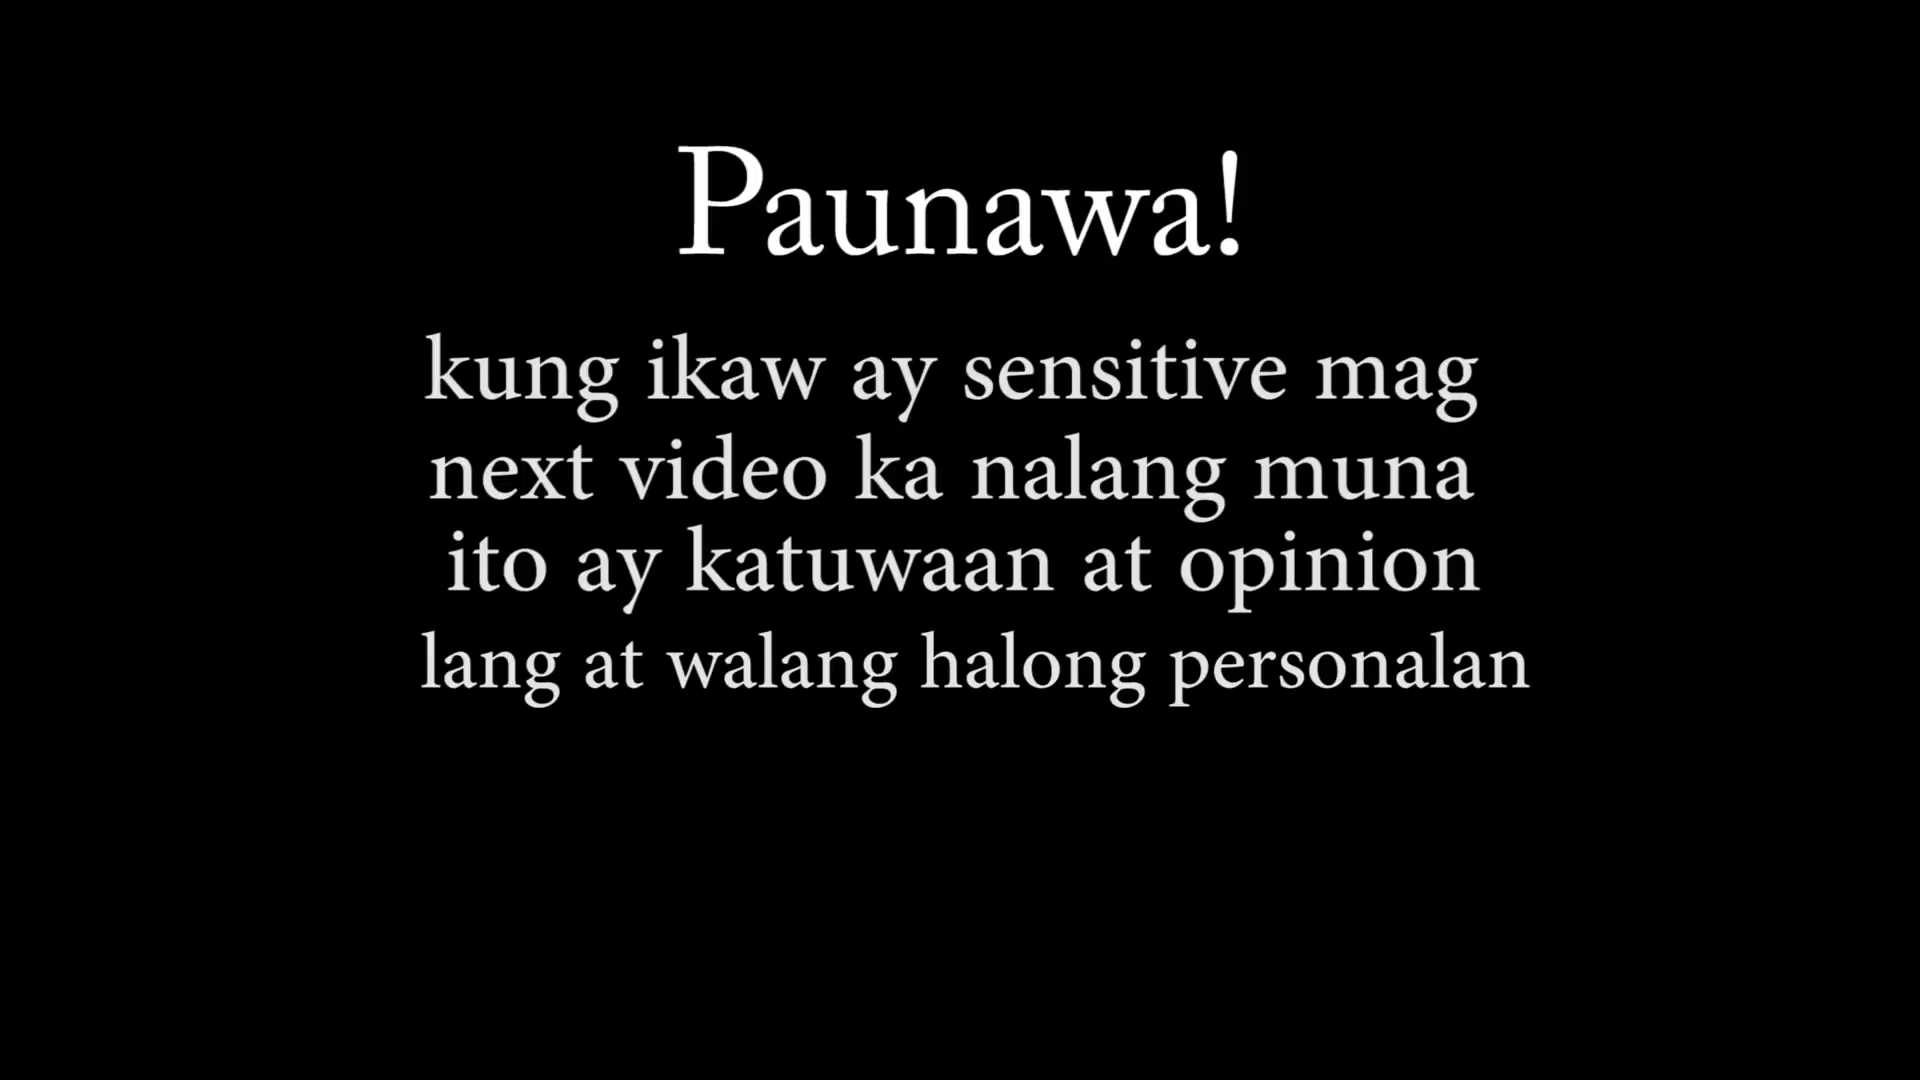 Paunawa!
kung ikaw ay sensitive mag
next video ka nalang muna
ito ay katuwaan at opinion
lang at walang halong personalan